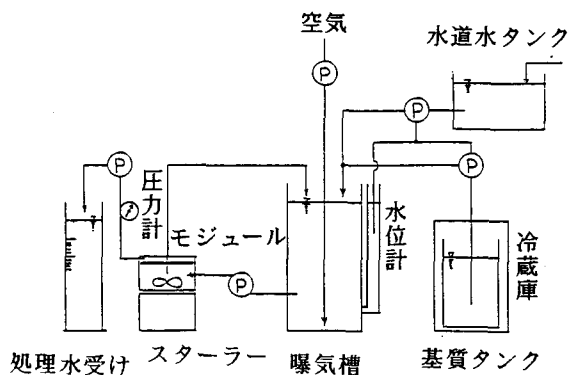 空気
水道水タンク
P
P
P
P
圧力計
モジュール
水位計
P
冷蔵庫
処理水受け
スターラー
曝気槽
基質タンク